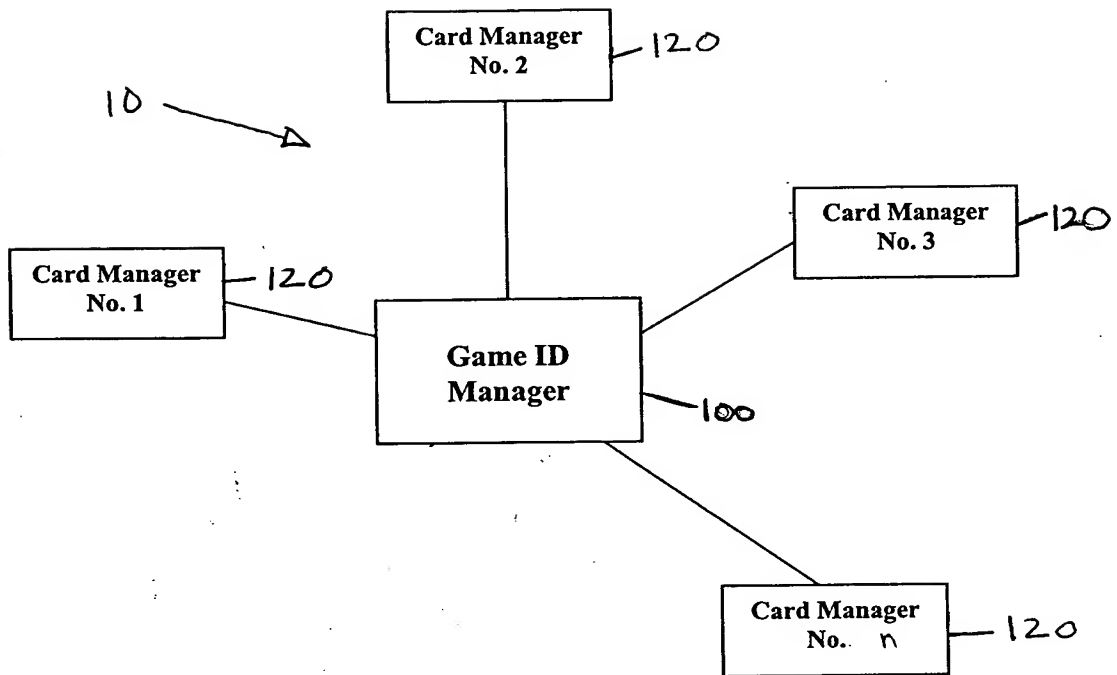 Card Manager
No. 2
120
10
Card Manager
No. 3
120
Card Manager
No. 1
120
Game ID
Manager
100
Card Manager
No. n
120